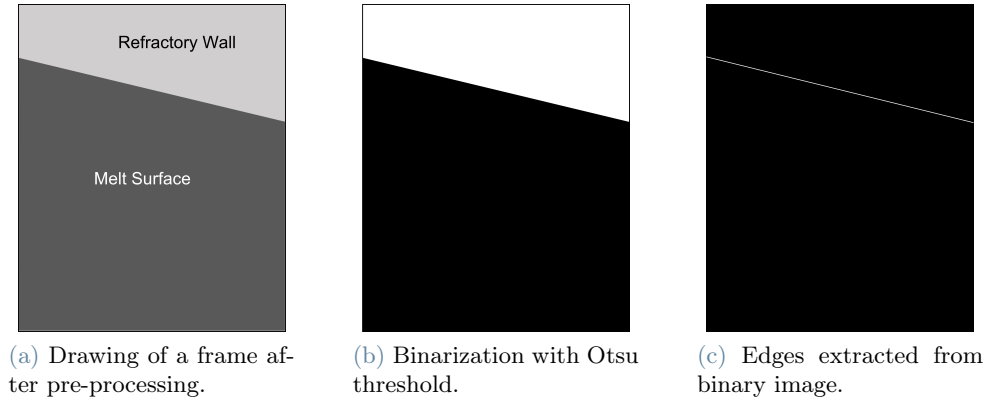 Refractory Wall
Melt Surface
(a) Drawing of a frame af-
ter pre-processing.
(b) Binarization with Otsu
threshold.
(c) Edges extracted from
binary image.